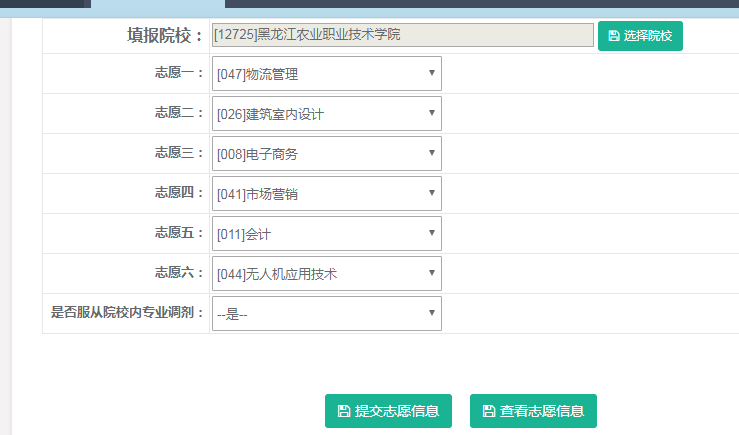 填报院校： [12725]黑龙江农业职业技术学院 选择院校
志愿一： [047]物流管理
志愿二： [026]建筑室内设计
志愿三： [008]电子商务
志愿四： [041]市场营销
志愿五： [011]会计
志愿六： [044]无人机应用技术
是否服从院校内专业调剂： --是--
提交志愿信息 查看志愿信息